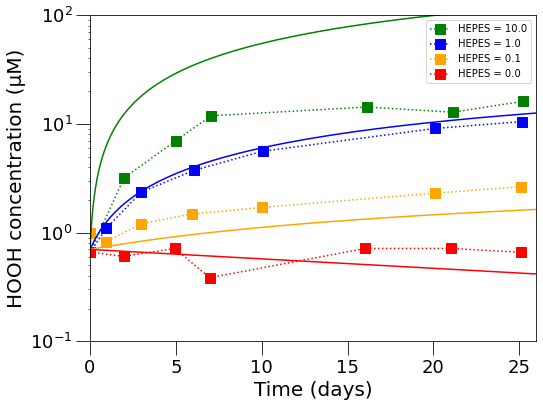 10²
10¹
10⁰
10⁻¹
HOOH concentration (μM)
HEPES = 10.0
HEPES = 1.0
HEPES = 0.1
HEPES = 0.0
0 5 10 15 20 25
Time (days)